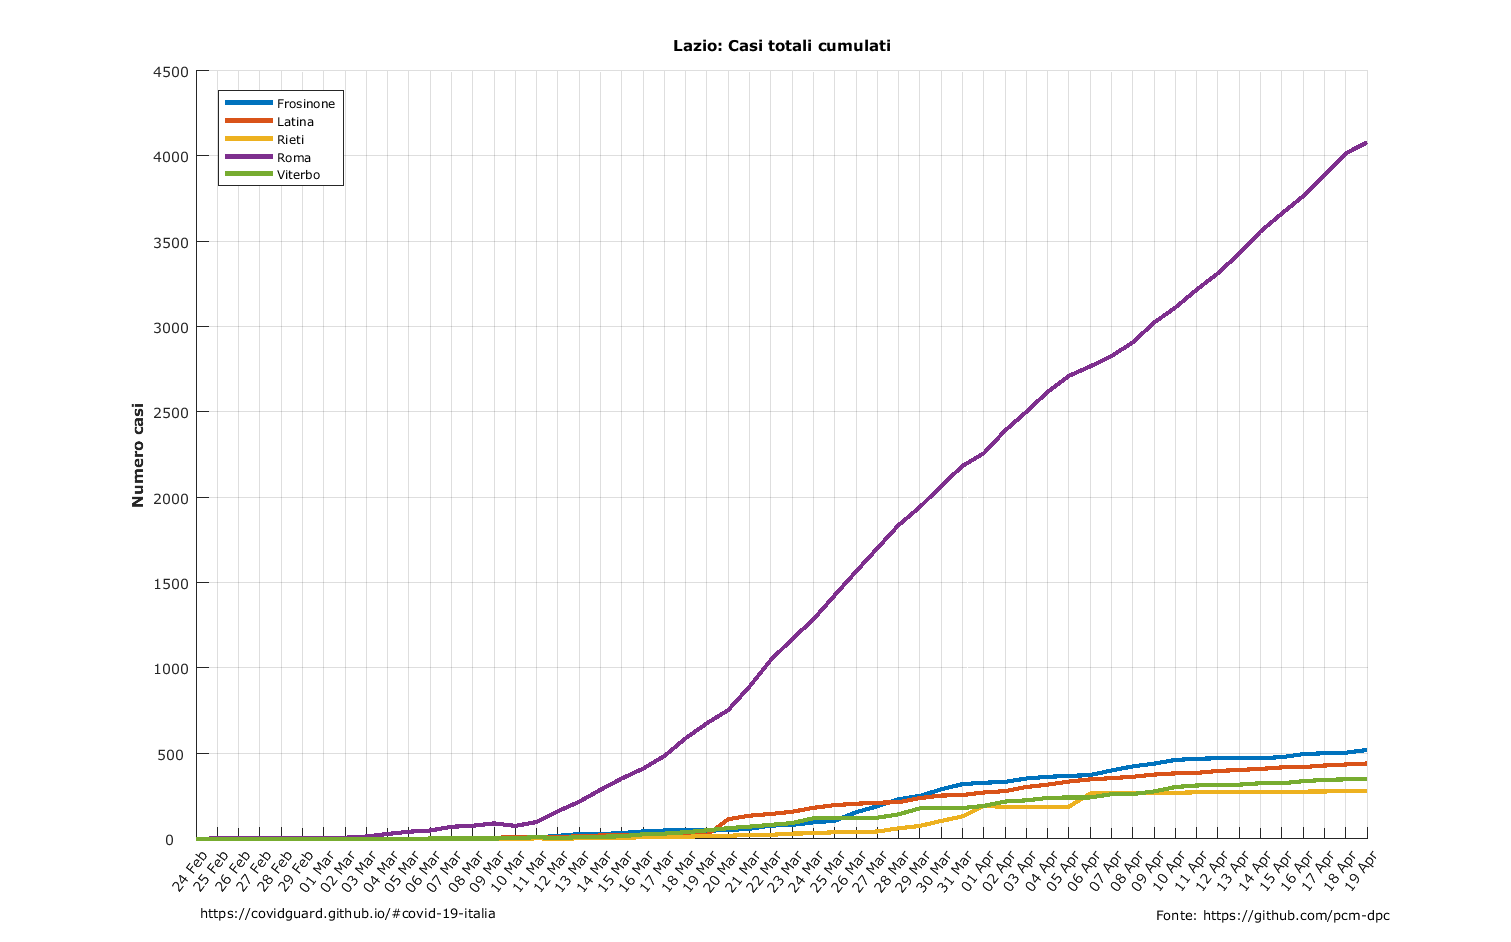 Lazio: Casi totali cumulati
Numero casi
4500
4000
3500
3000
2500
2000
1500
1000
500
0
Frosinone
Latina
Rieti
Roma
Viterbo
24 Feb
25 Feb
26 Feb
27 Feb
28 Feb
29 Feb
01 Mar
02 Mar
03 Mar
04 Mar
05 Mar
06 Mar
07 Mar
08 Mar
09 Mar
10 Mar
11 Mar
12 Mar
13 Mar
14 Mar
15 Mar
16 Mar
17 Mar
18 Mar
19 Mar
20 Mar
21 Mar
22 Mar
23 Mar
24 Mar
25 Mar
26 Mar
27 Mar
28 Mar
29 Mar
30 Mar
31 Mar
01 Apr
02 Apr
03 Apr
04 Apr
05 Apr
06 Apr
07 Apr
08 Apr
09 Apr
10 Apr
11 Apr
12 Apr
13 Apr
14 Apr
15 Apr
16 Apr
17 Apr
18 Apr
19 Apr
https://covidguard.github.io/#covid-19-italia
Fonte: https://github.com/pcm-dpc